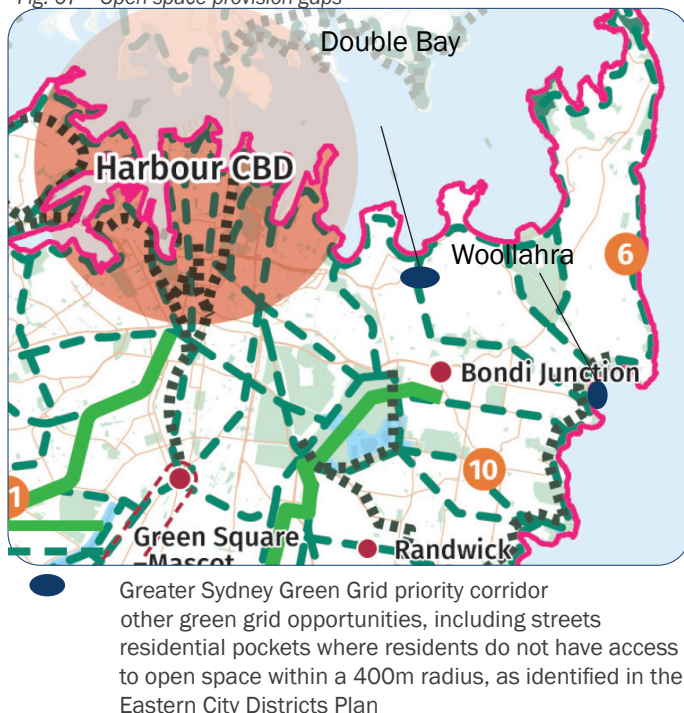 Fig. 07 – Open space provision gaps
Double Bay
Harbour CBD
Woollahra
6
Bondi Junction
10
1
Green Square
–Mascot
Randwick
Greater Sydney Green Grid priority corridor
other green grid opportunities, including streets
residential pockets where residents do not have access
to open space within a 400m radius, as identified in the
Eastern City Districts Plan